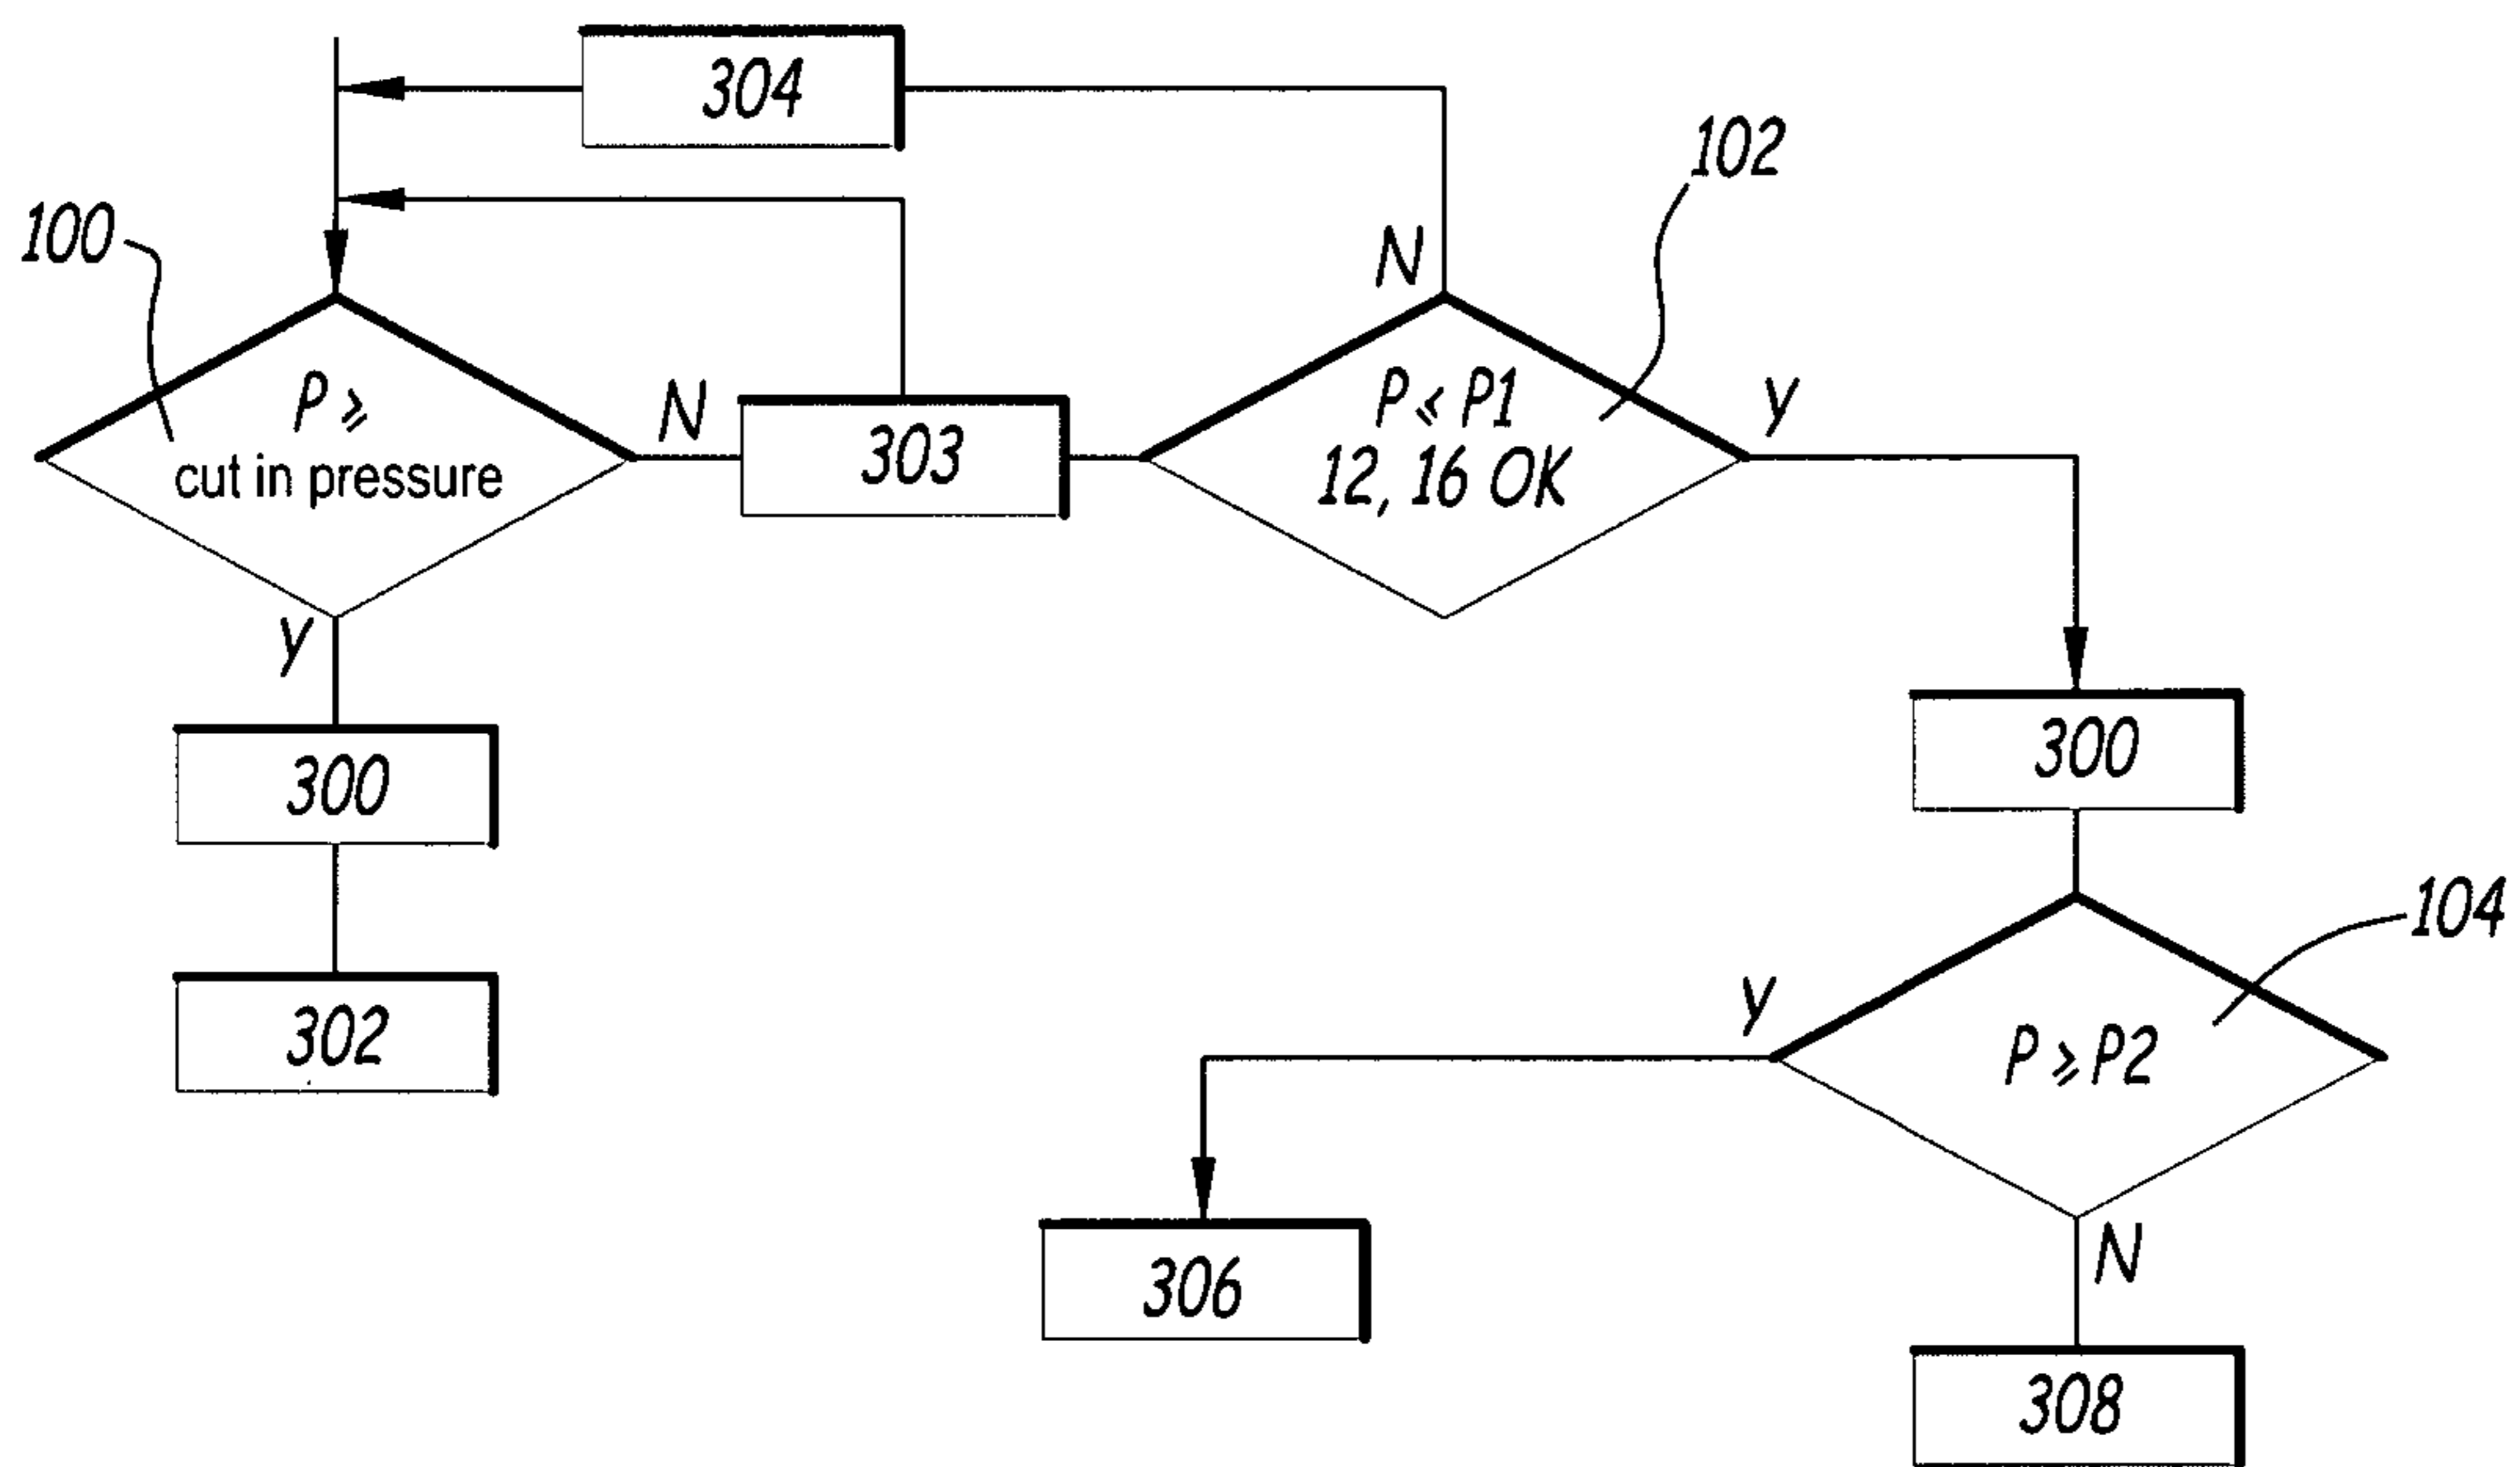 304
102
100
N
P ⩾
cut in pressure
N
303
P ⩽ P1
12, 16 OK
Y
Y
300
300
302
104
Y
P ⩾ P2
306
N
308